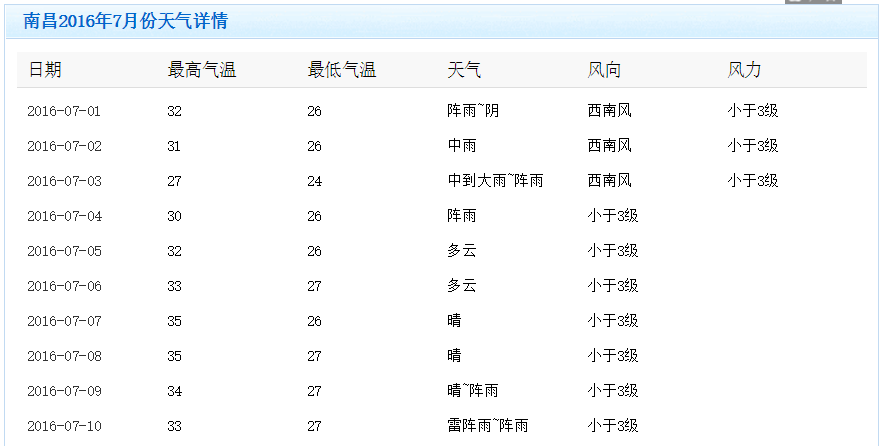 南昌2016年7月份天气详情
日期 最高气温 最低气温 天气 风向 风力
2016-07-01 32 26 阵雨~阴 西南风 小于3级
2016-07-02 31 26 中雨 西南风 小于3级
2016-07-03 27 24 中到大雨~阵雨 西南风 小于3级
2016-07-04 30 26 阵雨 小于3级
2016-07-05 32 26 多云 小于3级
2016-07-06 33 27 多云 小于3级
2016-07-07 35 26 晴 小于3级
2016-07-08 35 27 晴 小于3级
2016-07-09 34 27 晴~阵雨 小于3级
2016-07-10 33 27 雷阵雨~阵雨 小于3级